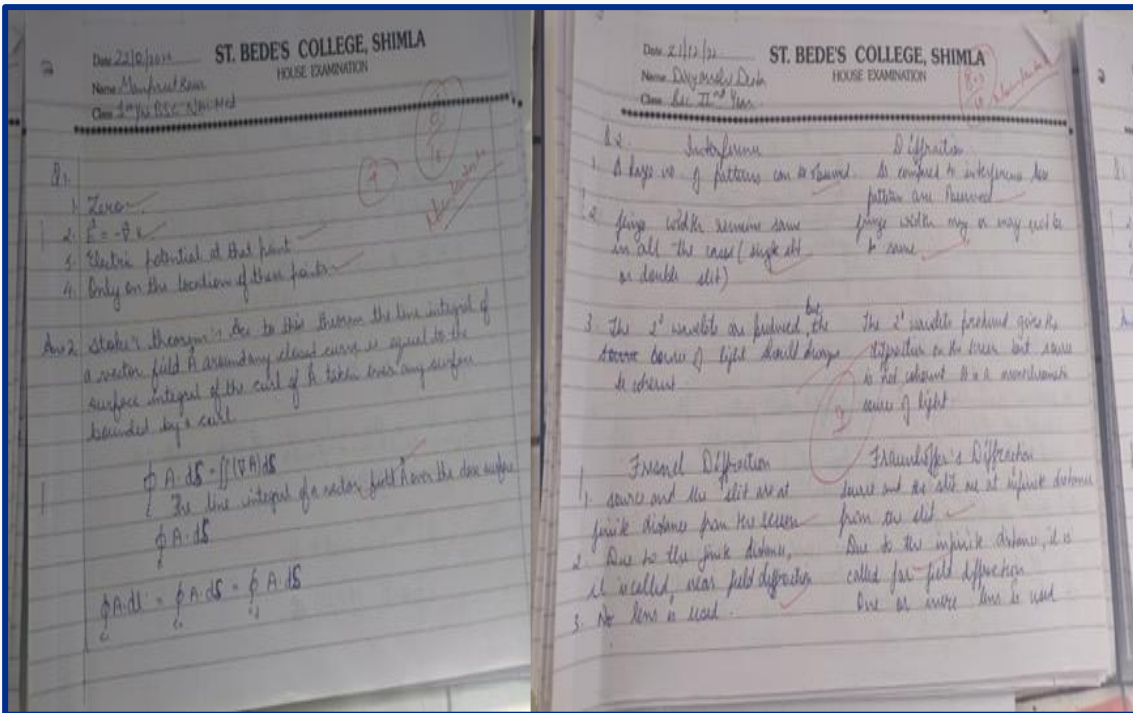 Date 22/12/2022 ST. BEDE'S COLLEGE, SHIMLA
HOUSE EXAMINATION
Name Manpreet Kaur
Class 1st Yr BSC Non Med
Q1.
1. Zero
2. E = -∇ V
3. Electric potential at that point
4. Only on the location of these points
Ans 2. Stoke's theorem :- Acc to this theorem the line integral of
a vector field A around any closed curve is equal to the
surface integral of the curl of A taken over any surface
bounded by a
∮ A·dS = ∬(∇ A)dS
The line integral of a vector field A over the close surface
∮ A·dS
∮ A·dl = ∮ A·dS = ∮ A·dS
Date 21/12/22 ST. BEDE'S COLLEGE, SHIMLA
HOUSE EXAMINATION
Name
Class Bsc IInd Year
Q2. Interference Diffraction
1. A large no. of patterns can be As compared to interference less
pattern are
2. fringe width remains same fringe width may or may not be
in all the cases (single slit same
or double slit)
3. The 2° wavelets are produced, but the The 2° wavelets produced gives the
source of light should diffraction on the screen but source
be coherent is not coherent It is a monochromatic
source of light
Fresnel Diffraction Fraunhoffer's Diffraction
1. source and the slit are at source and the slit are at infinite distance
finite distance from the screen from the slit
2. Due to the finite distance, Due to the infinite distance, it is
it is called, near field diffraction called far field diffraction
3. No lens is used. One or more lens is used